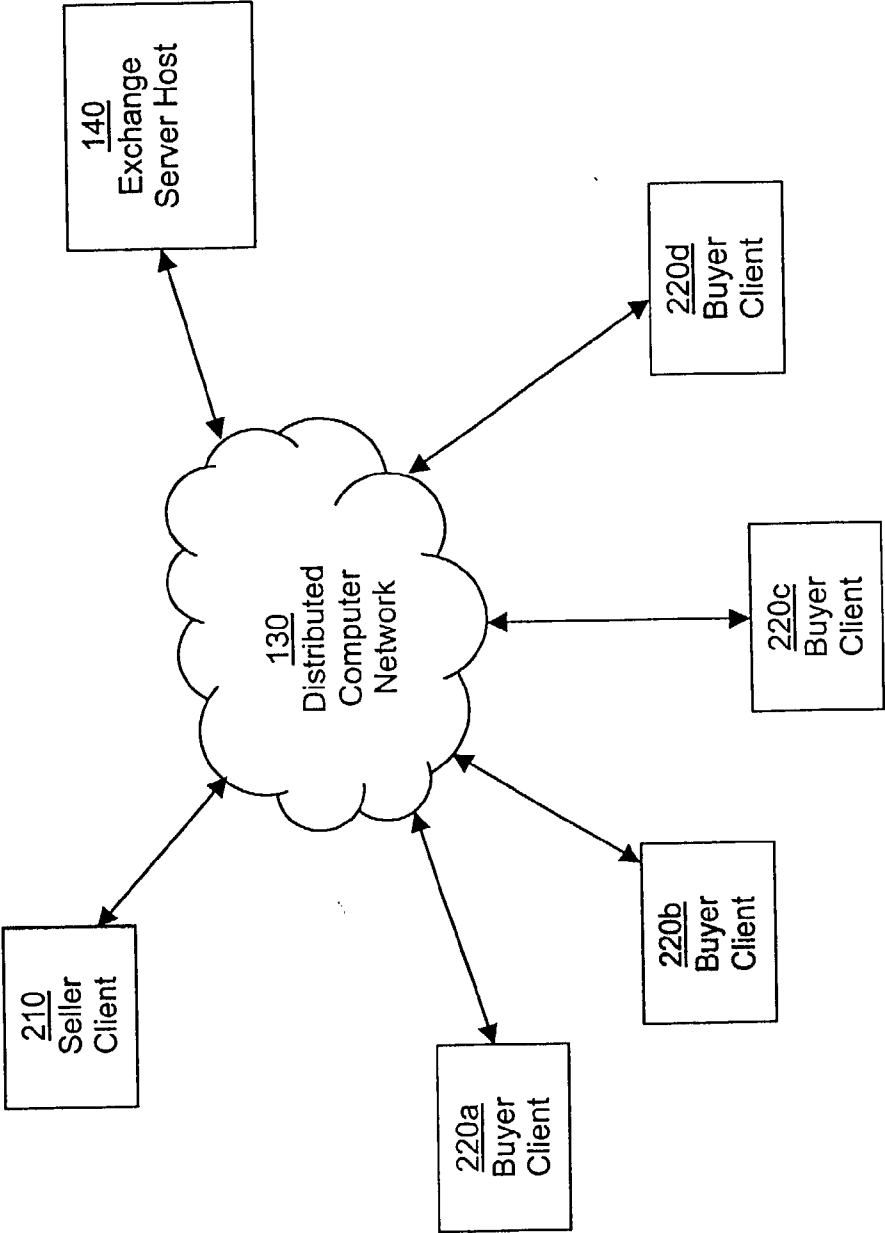 210
Seller
Client
140
Exchange
Server Host
130
Distributed
Computer
Network
220a
Buyer
Client
220b
Buyer
Client
220c
Buyer
Client
220d
Buyer
Client